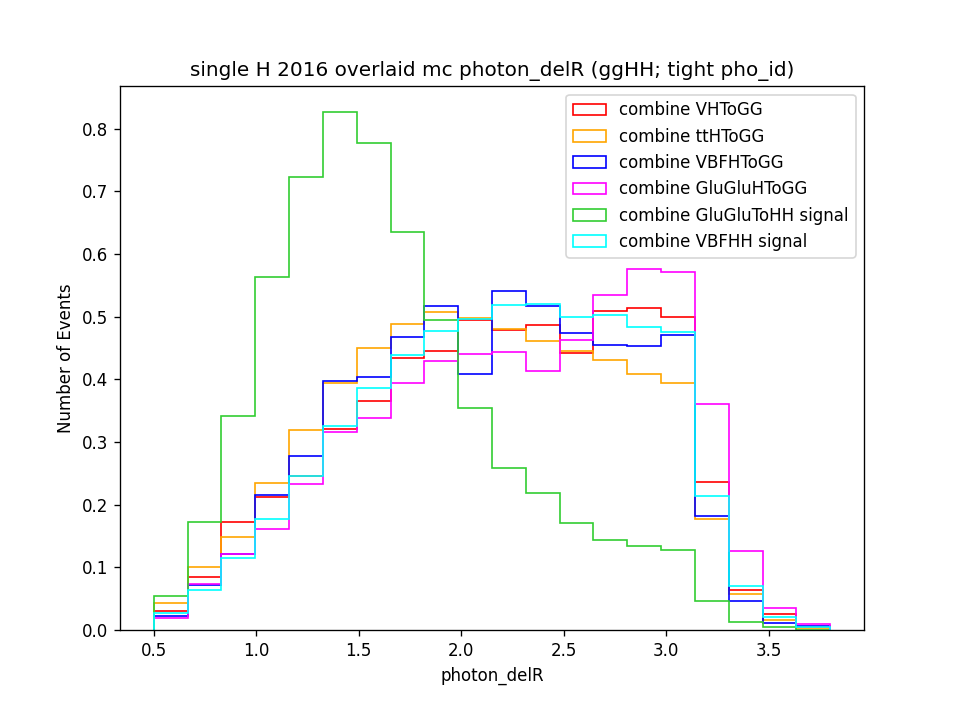 single H 2016 overlaid mc photon_delR (ggHH; tight pho_id)
combine VHToGG
combine ttHToGG
combine VBFHToGG
combine GluGluHToGG
combine GluGluToHH signal
combine VBFHH signal
Number of Events
0.8
0.7
0.6
0.5
0.4
0.3
0.2
0.1
0.0
0.5
1.0
1.5
2.0
2.5
3.0
3.5
photon_delR